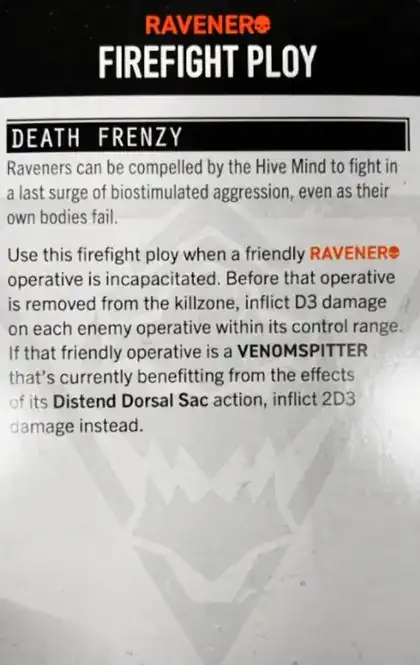 RAVENER
FIREFIGHT PLOY
DEATH FRENZY
Raveners can be compelled by the Hive Mind to fight in
a last surge of biostimulated aggression, even as their
own bodies fail.
Use this firefight ploy when a friendly RAVENER
operative is incapacitated. Before that operative
is removed from the killzone, inflict D3 damage
on each enemy operative within its control range.
If that friendly operative is a VENOMSPITTER
that's currently benefitting from the effects
of its Distend Dorsal Sac action, inflict 2D3
damage instead.